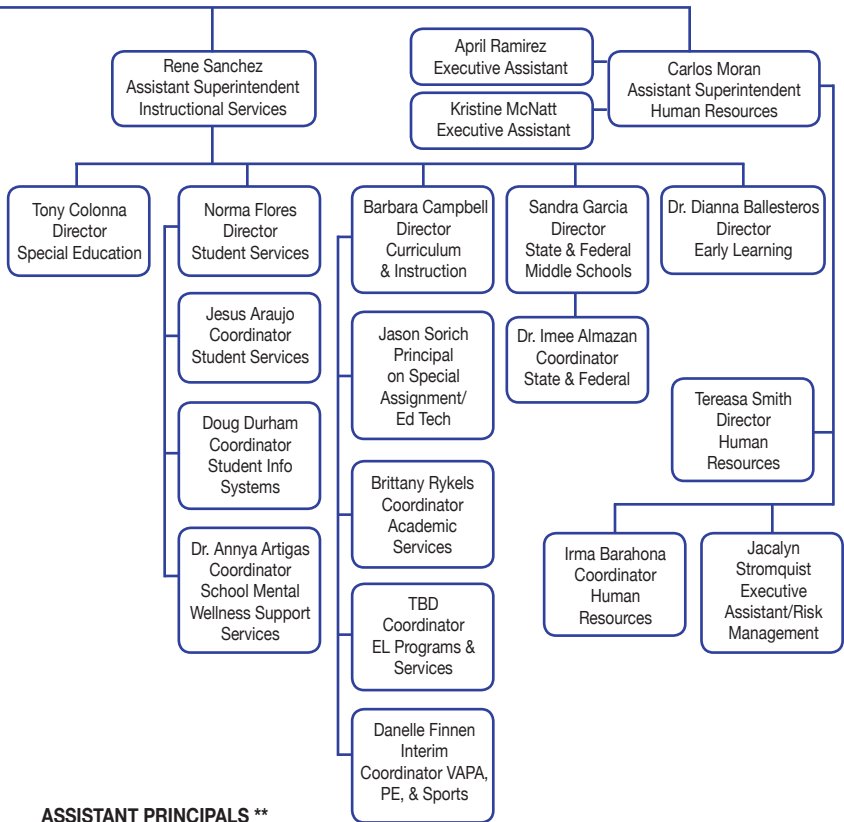 Rene Sanchez
Assistant Superintendent
Instructional Services
April Ramirez
Executive Assistant
Kristine McNatt
Executive Assistant
Carlos Moran
Assistant Superintendent
Human Resources
Tony Colonna
Director
Special Education
Norma Flores
Director
Student Services
Jesus Araujo
Coordinator
Student Services
Doug Durham
Coordinator
Student Info
Systems
Dr. Annya Artigas
Coordinator
School Mental
Wellness Support
Services
Barbara Campbell
Director
Curriculum
& Instruction
Jason Sorich
Principal
on Special
Assignment/
Ed Tech
Brittany Rykels
Coordinator
Academic
Services
TBD
Coordinator
EL Programs &
Services
Danelle Finnen
Interim
Coordinator VAPA,
PE, & Sports
Sandra Garcia
Director
State & Federal
Middle Schools
Dr. Imee Almazan
Coordinator
State & Federal
Dr. Dianna Ballesteros
Director
Early Learning
Tereasa Smith
Director
Human
Resources
Irma Barahona
Coordinator
Human
Resources
Jacalyn
Stromquist
Executive
Assistant/Risk
Management
ASSISTANT PRINCIPALS **